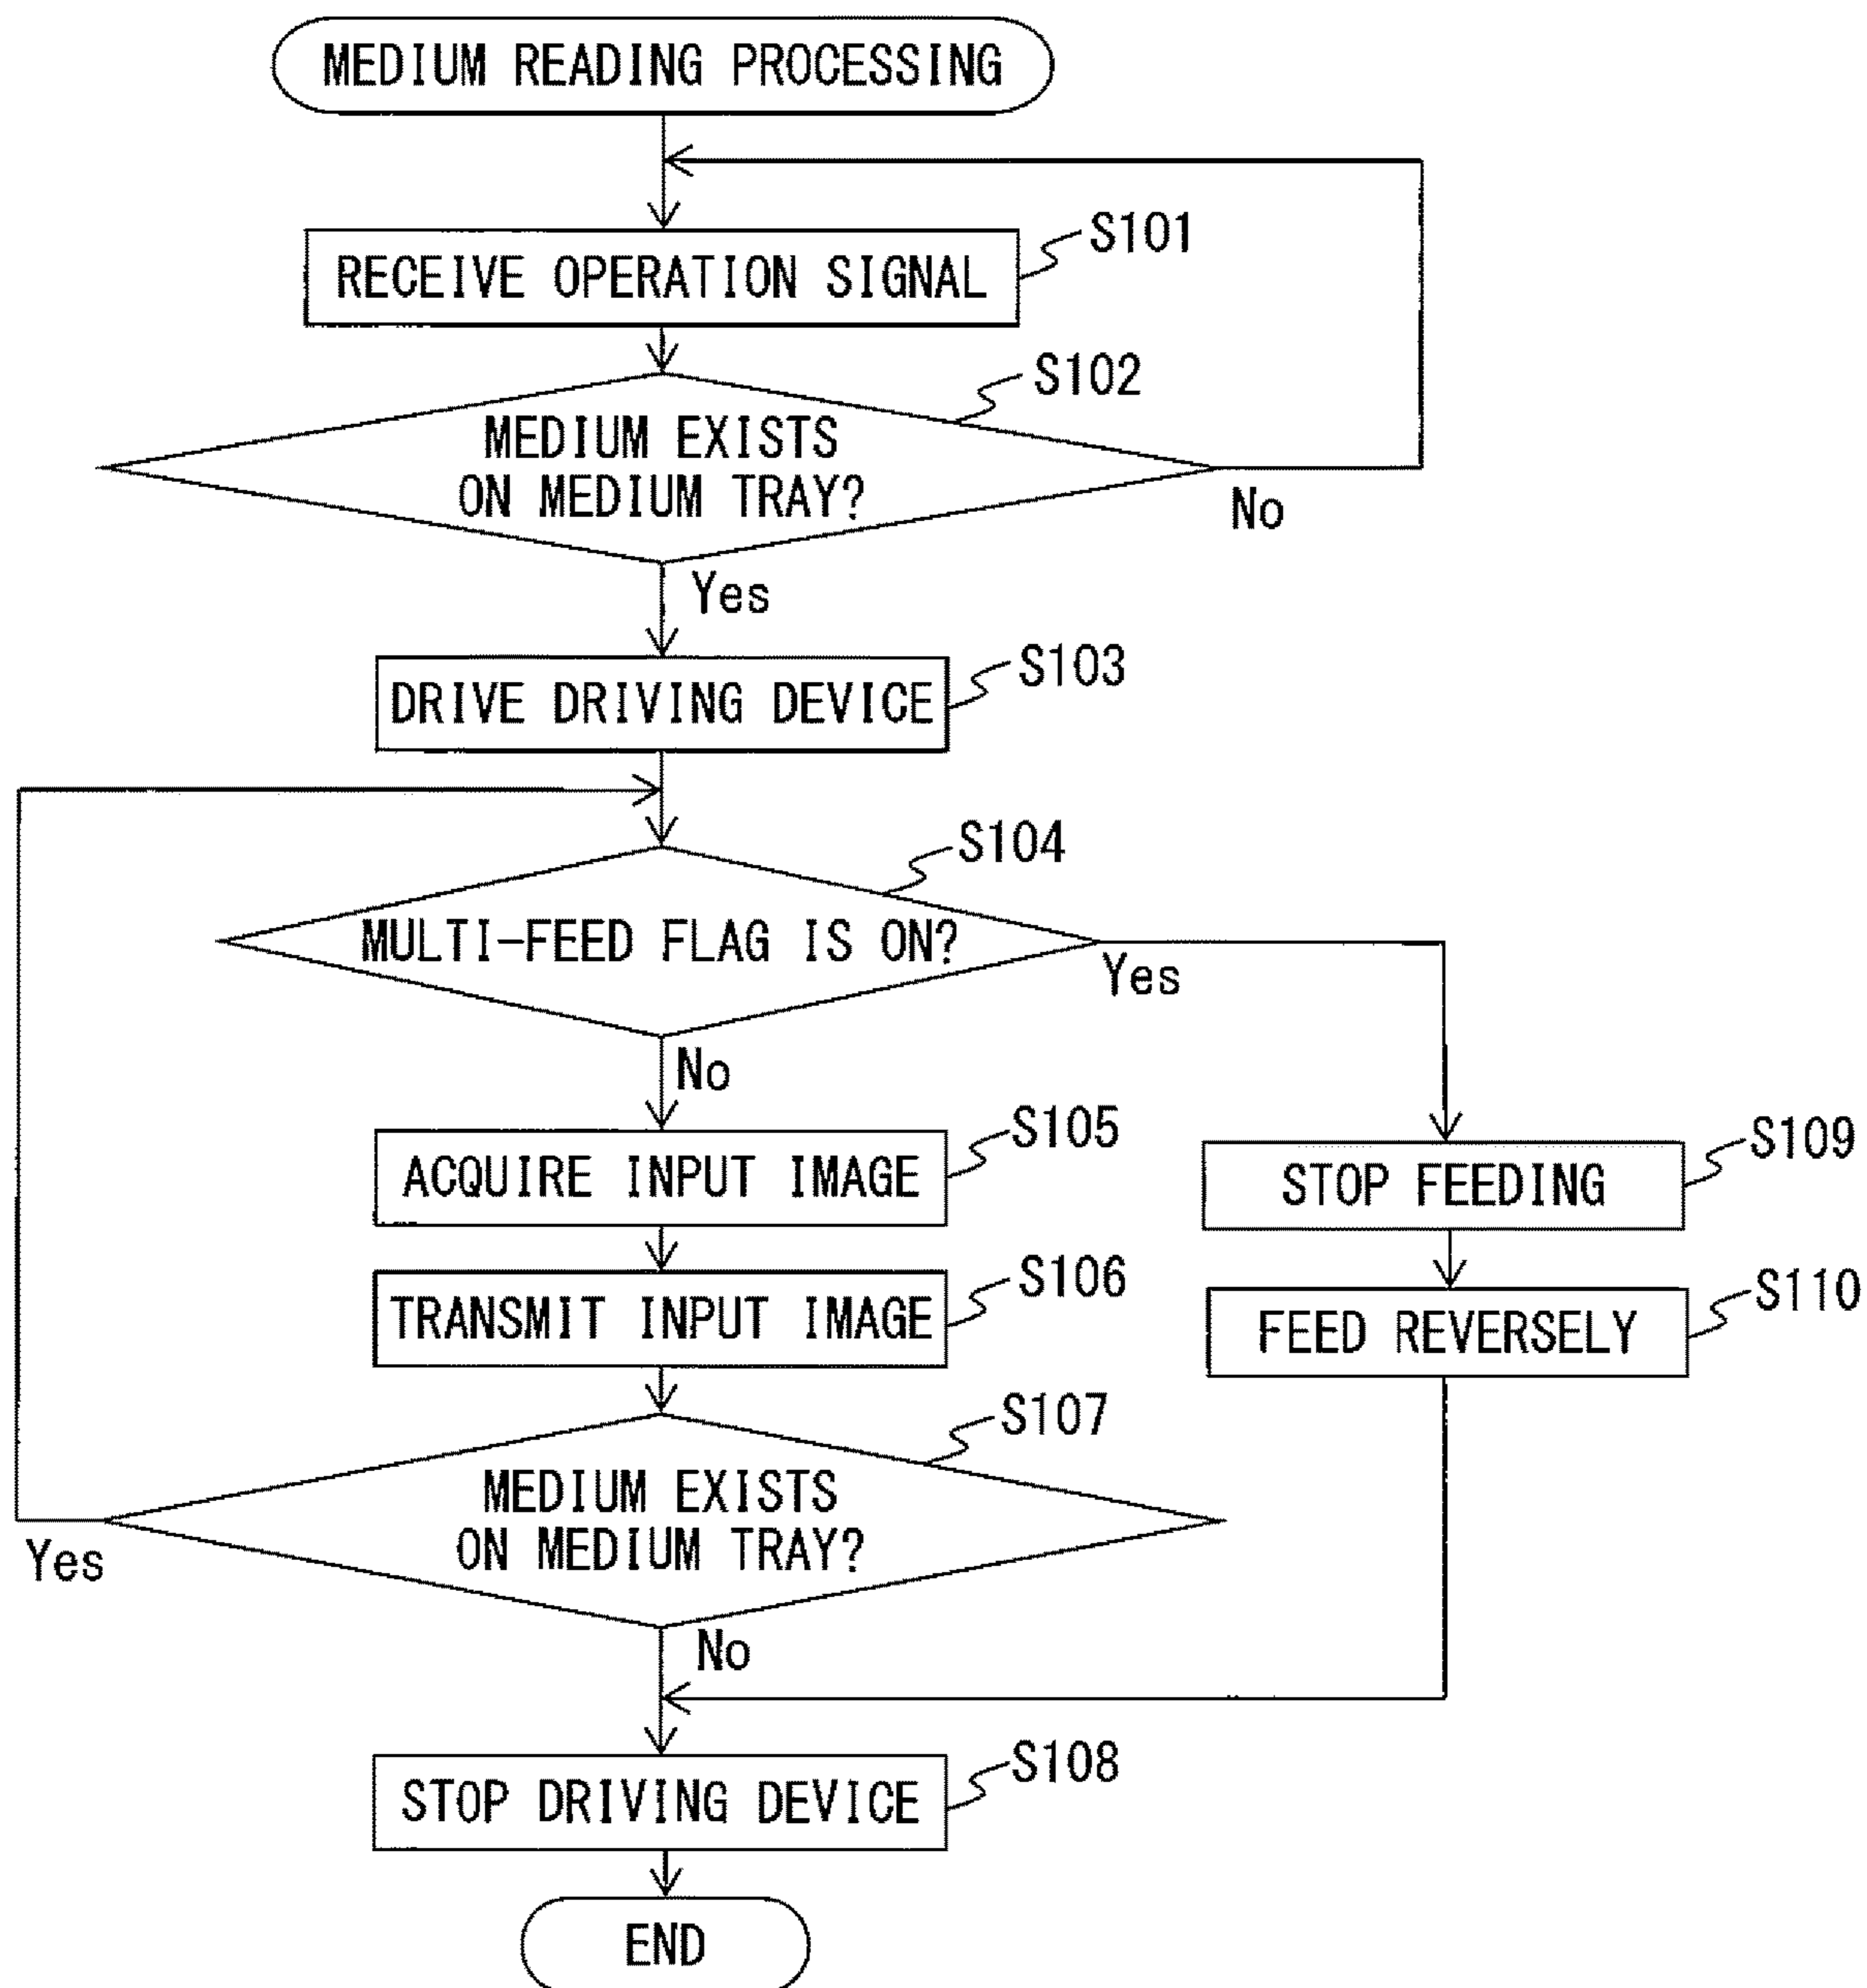 MEDIUM READING PROCESSING
S101
RECEIVE OPERATION SIGNAL
S102
MEDIUM EXISTS
ON MEDIUM TRAY?
No
Yes
S103
DRIVE DRIVING DEVICE
S104
MULTI-FEED FLAG IS ON?
Yes
No
S105
ACQUIRE INPUT IMAGE
S109
STOP FEEDING
S106
TRANSMIT INPUT IMAGE
S110
FEED REVERSELY
S107
MEDIUM EXISTS
ON MEDIUM TRAY?
Yes
No
S108
STOP DRIVING DEVICE
END